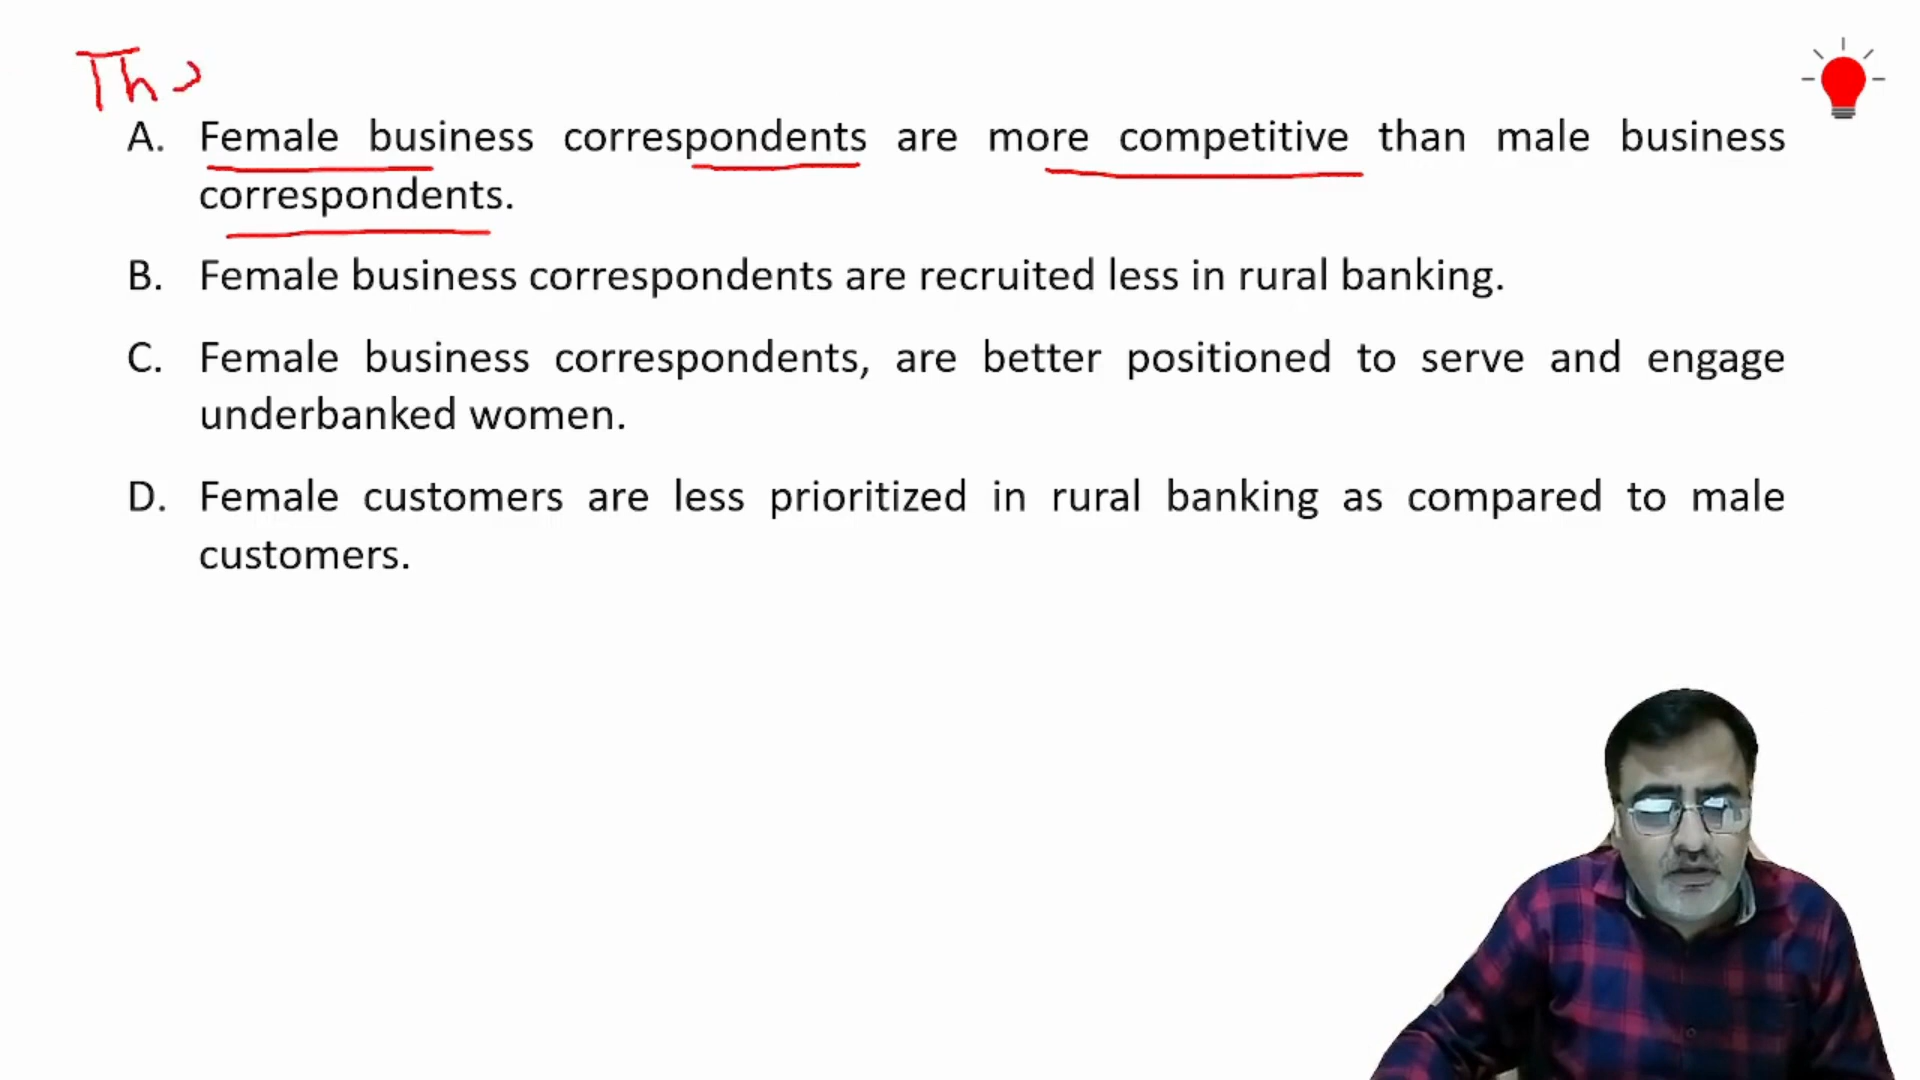 Th
A. Female business correspondents are more competitive than male business
correspondents.
B. Female business correspondents are recruited less in rural banking.
C. Female business correspondents, are better positioned to serve and engage
underbanked women.
D. Female customers are less prioritized in rural banking as compared to male
customers.